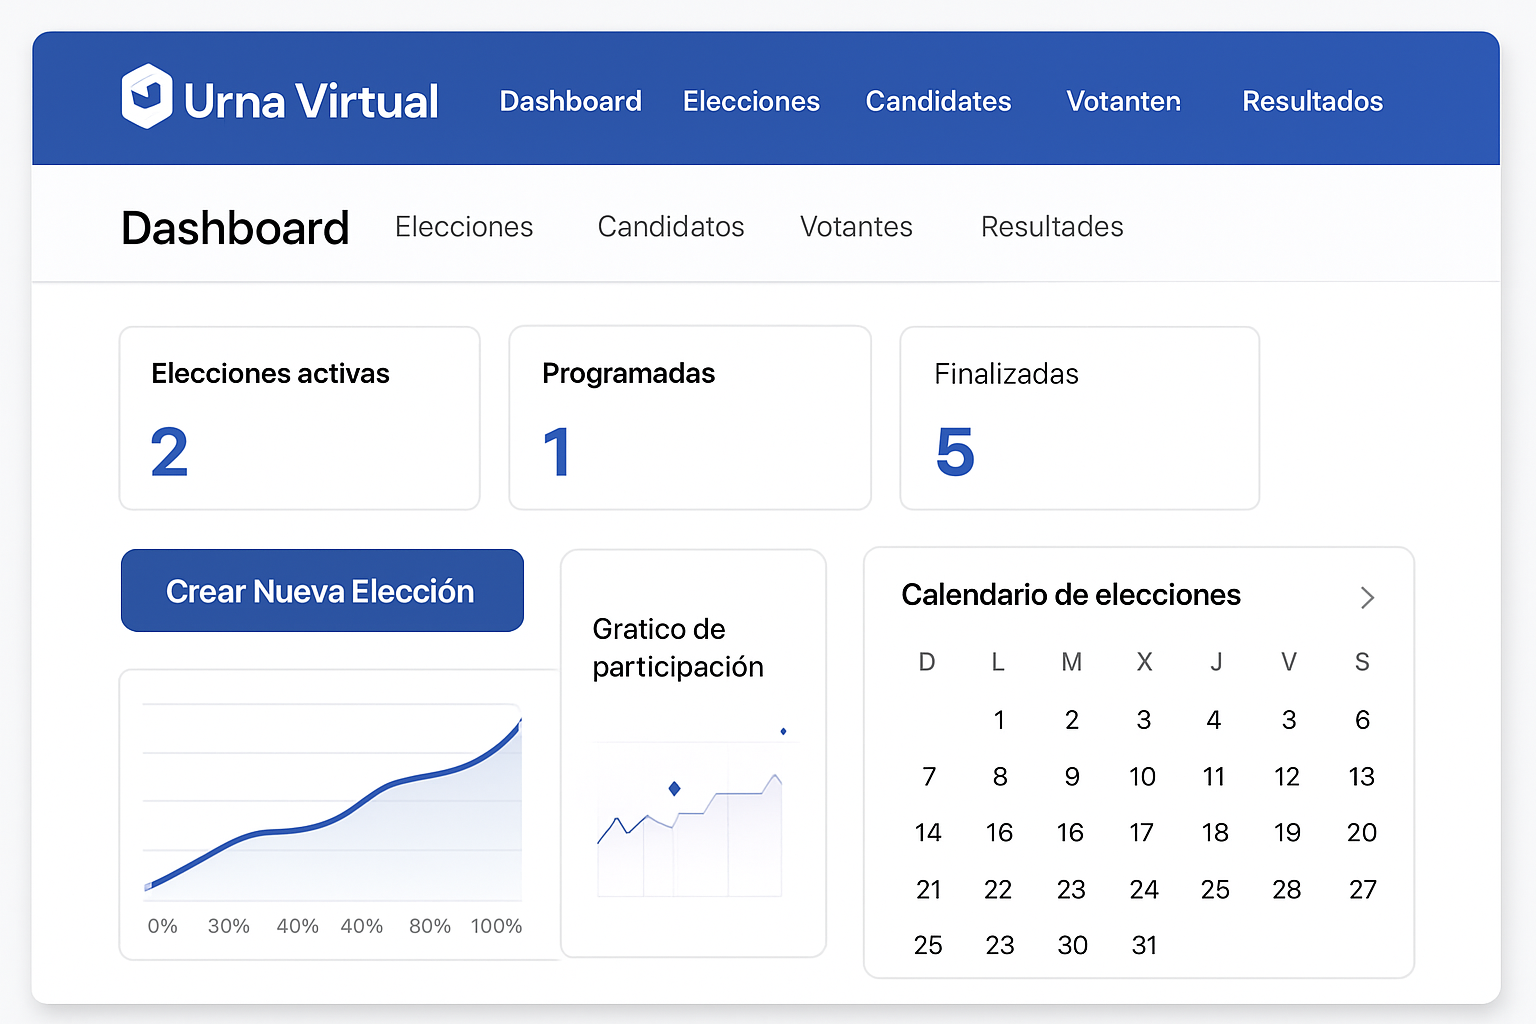 Urna Virtual Dashboard Elecciones Candidates Votanten Resultados
Dashboard Elecciones Candidatos Votantes Resultades
Elecciones activas
2
Programadas
1
Finalizadas
5
Crear Nueva Elección
0% 30% 40% 40% 80% 100%
Gratico de
participación
Calendario de elecciones
D L M X J V S
1 2 3 4 3 6
7 8 9 10 11 12 13
14 16 16 17 18 19 20
21 22 23 24 25 28 27
25 23 30 31